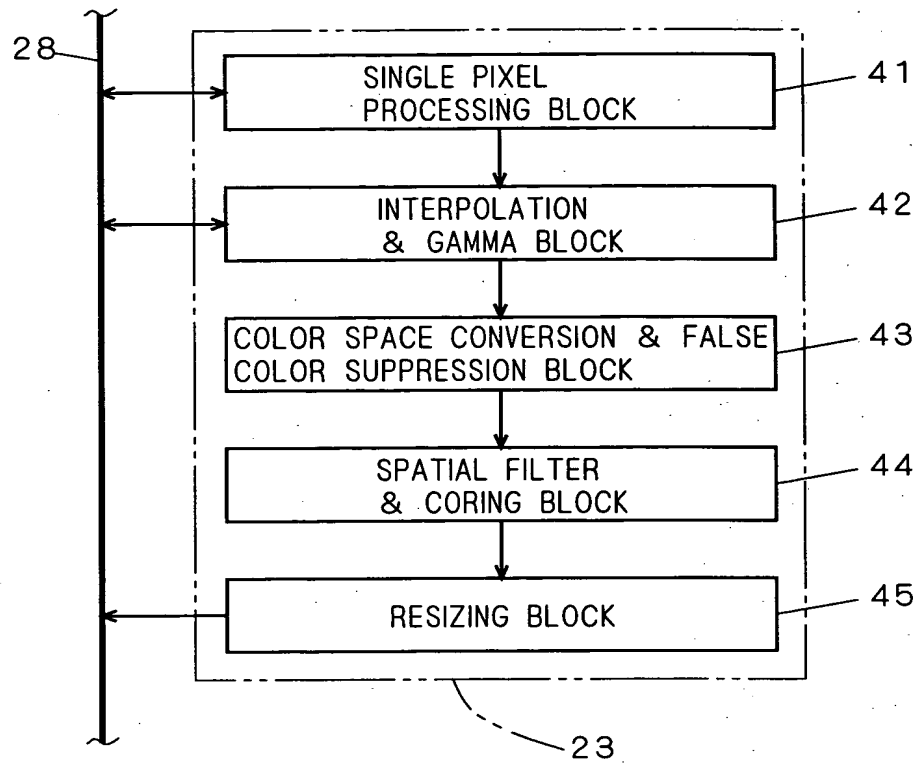 28
SINGLE PIXEL
PROCESSING BLOCK
41
INTERPOLATION
& GAMMA BLOCK
42
COLOR SPACE CONVERSION & FALSE
COLOR SUPPRESSION BLOCK
43
SPATIAL FILTER
& CORING BLOCK
44
RESIZING BLOCK
45
23